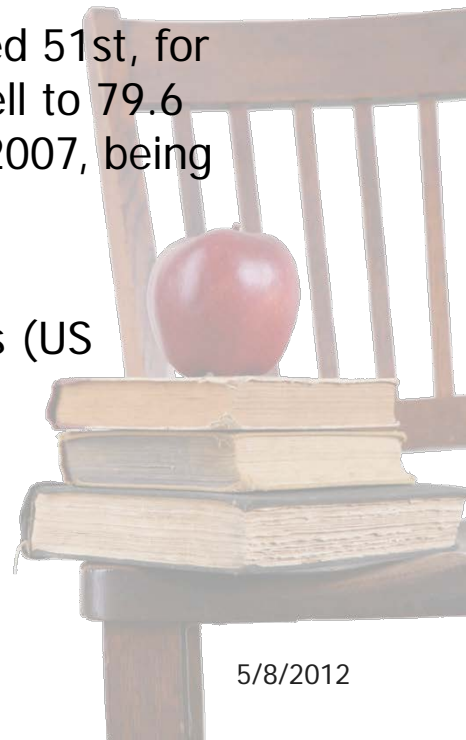 ed 51st, for
ell to 79.6
2007, being
s (US
5/8/2012